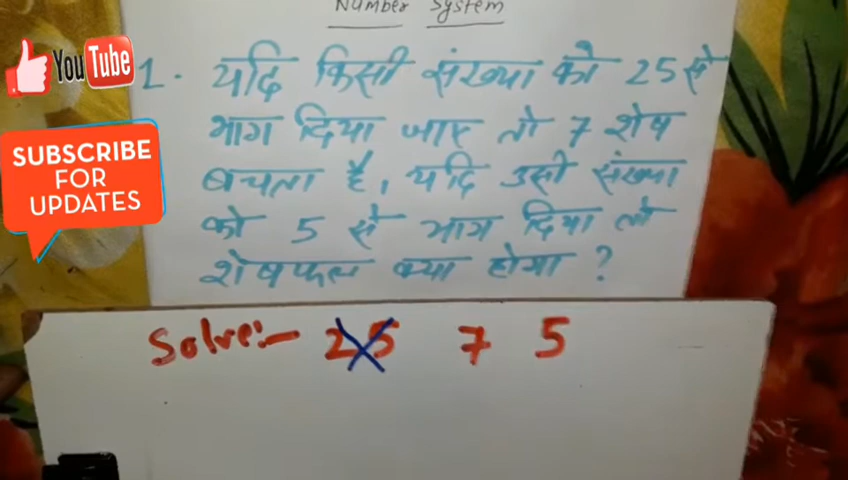 Number System
YouTube
1. यदि किसी संख्या को 25 से
भाग दिया जाए तो 7 शेष
बचता है, यदि उसी संख्या
को 5 से भाग दिया तो
शेषफल क्या होगा ?
SUBSCRIBE
FOR
UPDATES
Solve:- 25 7 5